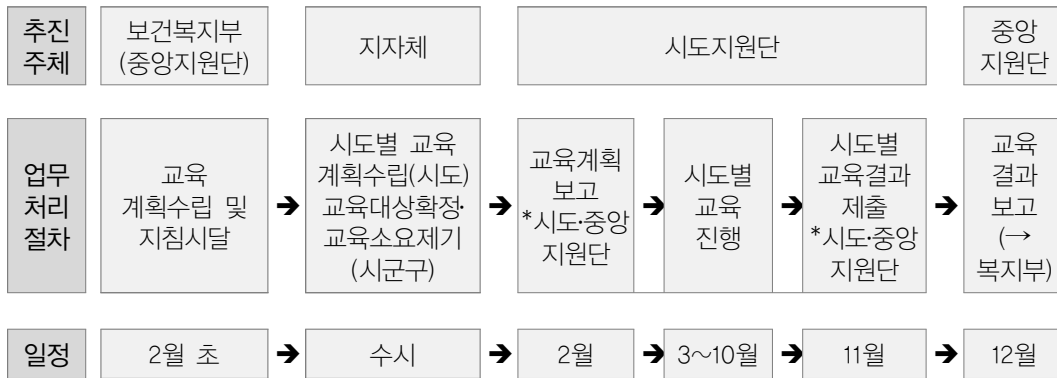 추진
주체
보건복지부
(중앙지원단)
지자체
시도지원단
중앙
지원단
업무
처리
절차
교육
계획수립 및
지침시달
➔
시도별 교육
계획수립(시도)
교육대상확정·
교육소요제기
(시군구)
➔
교육계획
보고
*시도·중앙
지원단
➔
시도별
교육
진행
➔
시도별
교육결과
제출
*시도·중앙
지원단
➔
교육
결과
보고
(→
복지부)
일정
2월 초
➔
수시
➔
2월
➔
3~10월
➔
11월
➔
12월